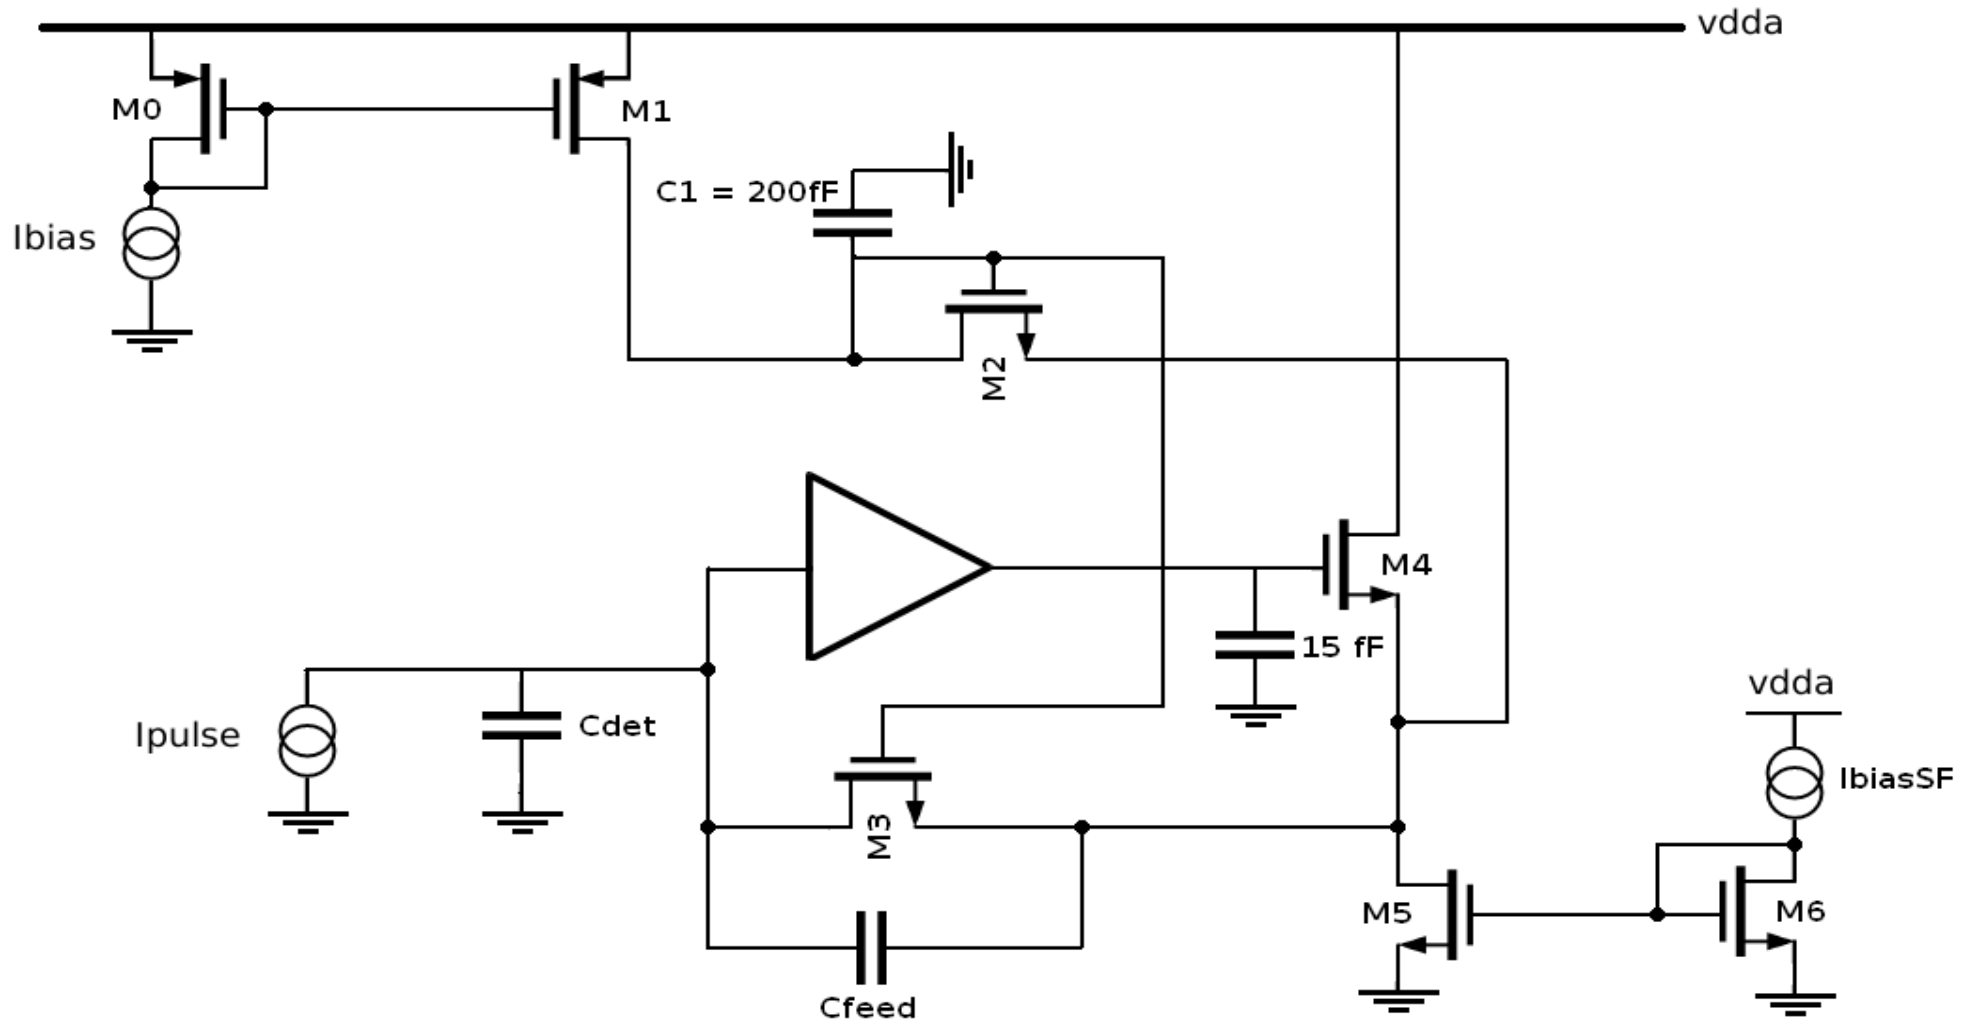 vdda
M0
M1
C1 = 200fF
Ibias
M2
M4
15 fF
vdda
Ipulse
Cdet
IbiasSF
M3
M5
M6
Cfeed